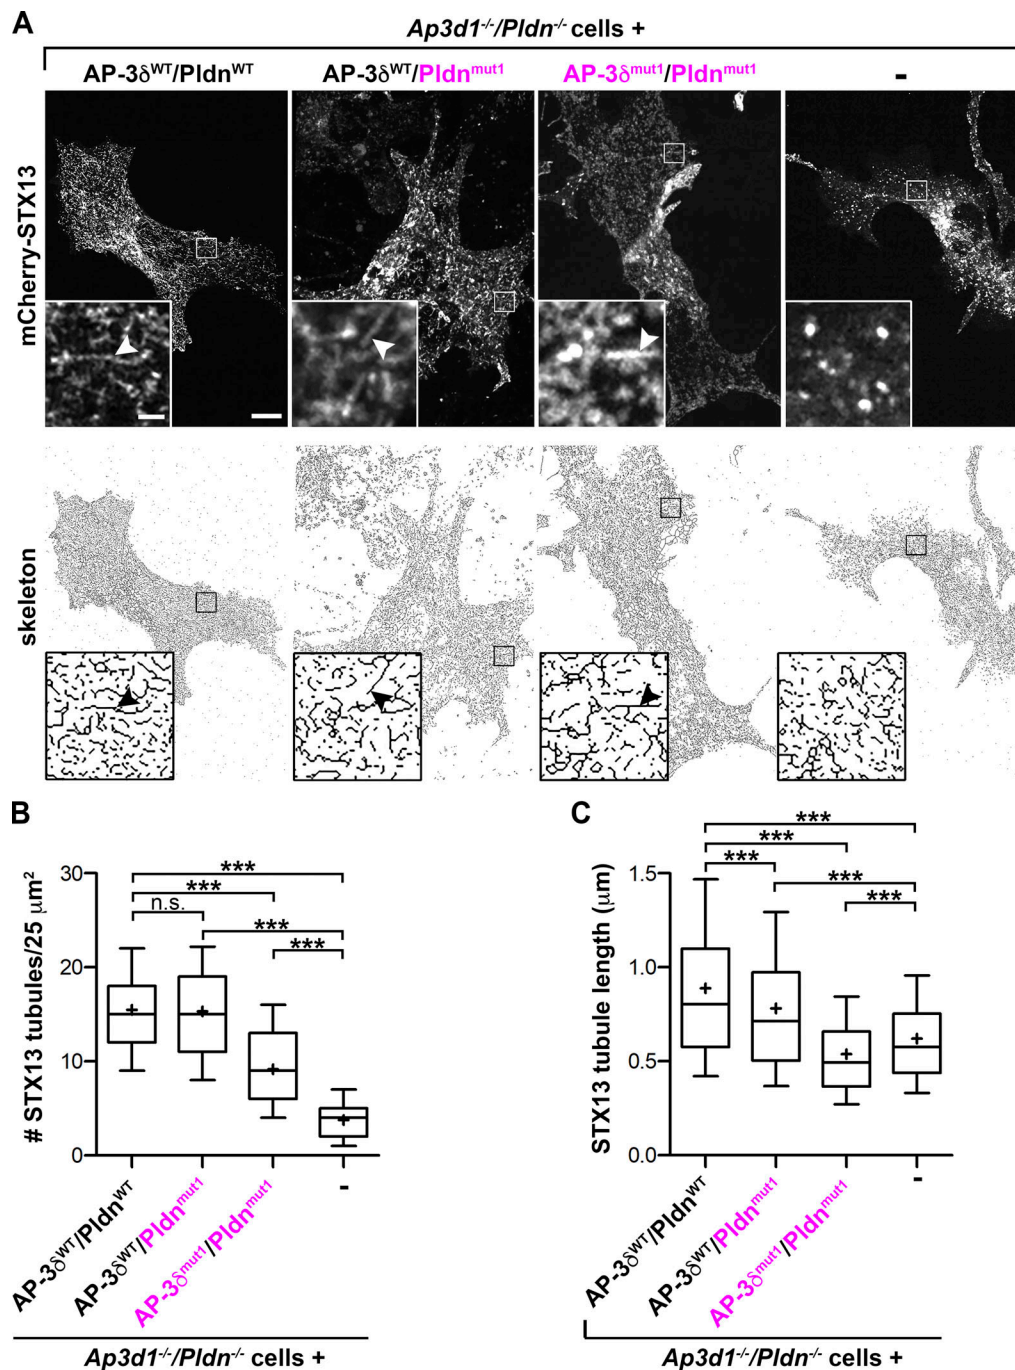 A
Ap3d1-/-/Pldn-/- cells +
AP-3δWT/PldnWT
AP-3δWT/Pldnmut1
AP-3δmut1/Pldnmut1
-
mCherry-STX13
skeleton
B
# STX13 tubules/25 μm²
30
20
10
0
***
***
n.s.
***
***
AP-3δWT/PldnWT
AP-3δWT/Pldnmut1
AP-3δmut1/Pldnmut1
-
Ap3d1-/-/Pldn-/- cells +
C
STX13 tubule length (μm)
1.5
1.0
0.5
0.0
***
***
***
***
***
AP-3δWT/PldnWT
AP-3δWT/Pldnmut1
AP-3δmut1/Pldnmut1
-
Ap3d1-/-/Pldn-/- cells +